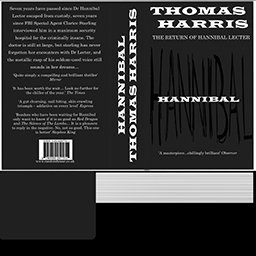 Seven years have passed since Dr Hannibal
Lecter escaped from custody, seven years
since FBI Special Agent Clarice Starling
interviewed him in a maximum security
hospital for the criminally insane. The
doctor is still at large, but starling has never
forgotten her encounters with Dr Lecter, and
the metallic rasp of his seldom-used voice still
sounds in her dreams...
'Quite simply a compelling and brilliant thriller'
Mirror
'It has been worth the wait .. Look no further for
the chiller of the year.' The Times
'A gut churning, nail biting, skin crawling
triumph - addictive on every level' Express
'Readers who have been waiting for Hannibal
only want to know if it is as good as Red Dragon
and The Silence of The Lambs... It is a pleasure
to reply in the negative. No, not as good. This one
is better' Stephen King
HANNIBAL
THOMAS HARRIS
THOMAS
HARRIS
THE RETURN OF HANNIBAL LECTER
HANNIBAL
HANNIBAL
'A masterpiece...chillingly brilliant' Observer